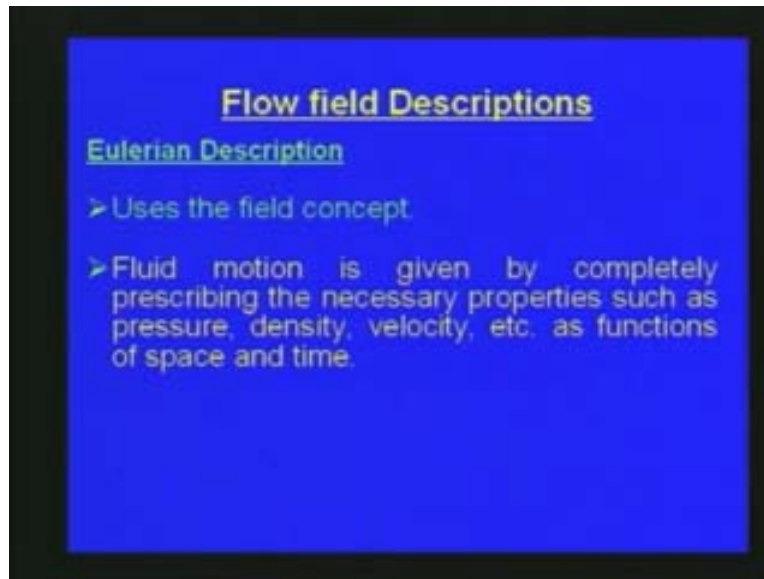 Flow field Descriptions
Eulerian Description
➢Uses the field concept.
➢Fluid motion is given by completely
prescribing the necessary properties such as
pressure, density, velocity, etc. as functions
of space and time.